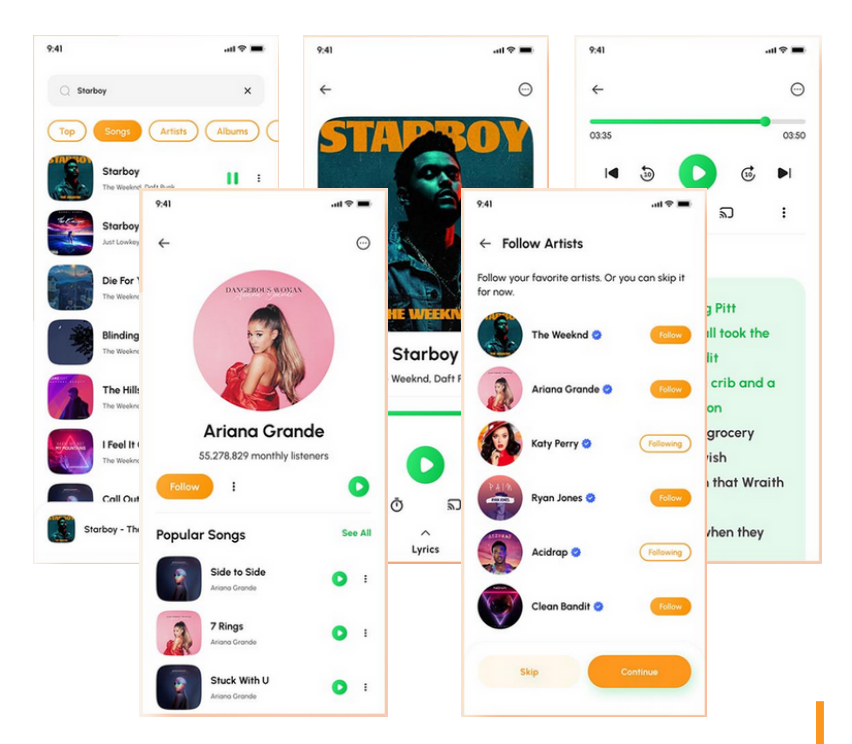 9:41
Starboy
Top
Songs
Artists
Albums
STARBOY
Starboy
The Weeknd, Daft Punk
Starboy
Just Lowkey
Die For
The Weeknd
Blinding
The Weeknd
The Hills
The Weeknd
I Feel It
The Weeknd
Call Out
Starboy - The
9:41
STARBOY
THE WEEKN
Starboy
Weeknd, Daft P
Lyrics
9:41
03:35
03:50
10
10
g Pitt
all took the
dit
crib and a
on
grocery
vish
n that Wraith
when they
9:41
DANGEROUS WOMAN
Ariana Grande
Ariana Grande
55.278.829 monthly listeners
Follow
Popular Songs
See All
Side to Side
Ariana Grande
7 Rings
Ariana Grande
Stuck With U
Ariana Grande
9:41
Follow Artists
Follow your favorite artists. Or you can skip it
for now.
The Weeknd
Follow
Ariana Grande
Follow
Katy Perry
Following
Ryan Jones
Follow
Acidrap
Following
Clean Bandit
Follow
Skip
Continue